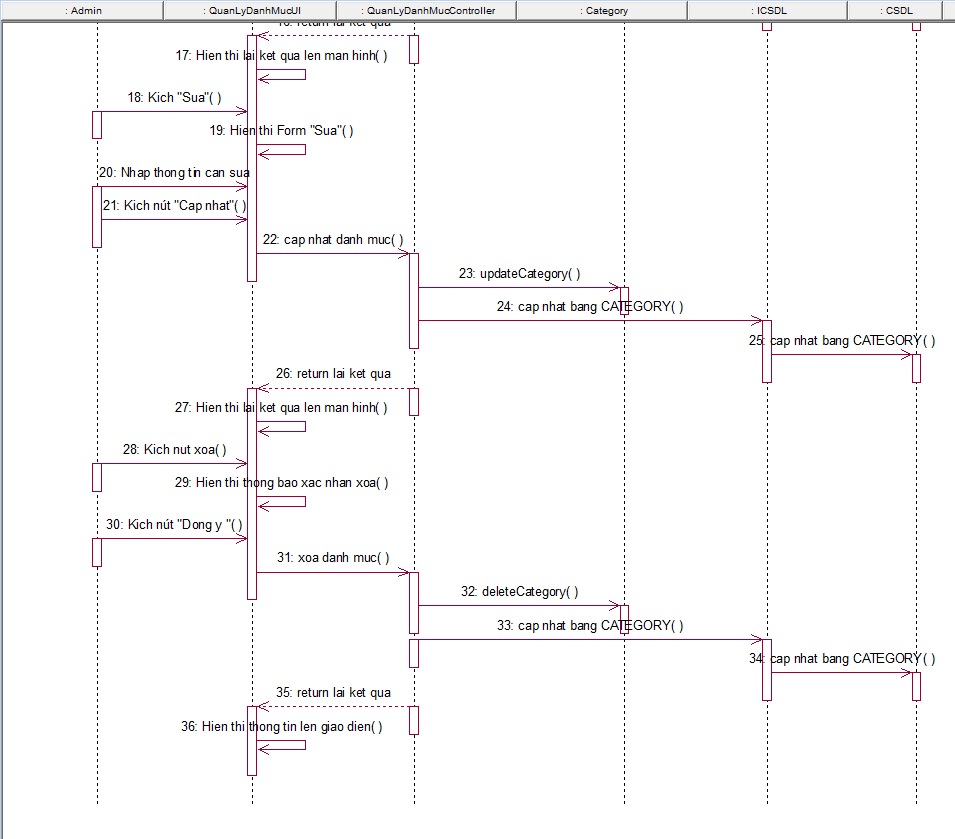 : Admin
: QuanLyDanhMucUI
: QuanLyDanhMucController
: Category
: ICSDL
: CSDL
return lai ket qua
17: Hien thi lai ket qua len man hinh( )
18: Kich "Sua"( )
19: Hien thi Form "Sua"( )
20: Nhap thong tin can sua
21: Kich nút "Cap nhat"( )
22: cap nhat danh muc( )
23: updateCategory( )
24: cap nhat bang CATEGORY( )
25: cap nhat bang CATEGORY( )
26: return lai ket qua
27: Hien thi lai ket qua len man hinh( )
28: Kich nut xoa( )
29: Hien thi thong bao xac nhan xoa( )
30: Kich nút "Dong y "( )
31: xoa danh muc( )
32: deleteCategory( )
33: cap nhat bang CATEGORY( )
34: cap nhat bang CATEGORY( )
35: return lai ket qua
36: Hien thi thong tin len giao dien( )